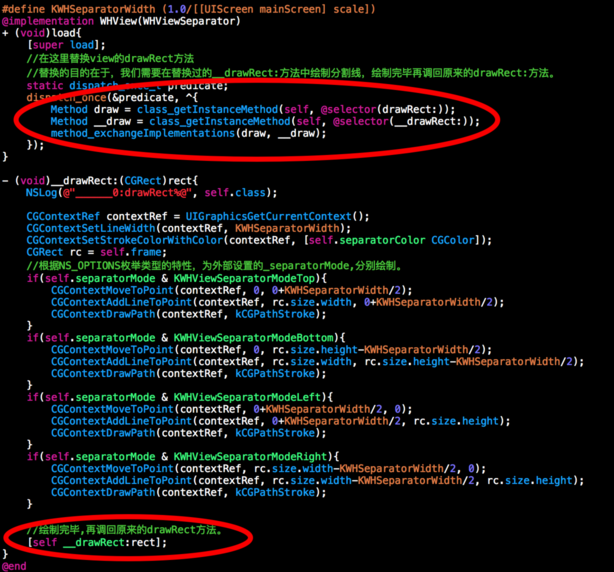 #define KWHSeparatorWidth (1.0/[[UIScreen mainScreen] scale])
@implementation WHView(WHViewSeparator)
+ (void)load{
[super load];
//在这里替换view的drawRect方法
//替换的目的在于，我们需要在替换过的__drawRect:方法中绘制分割线，绘制完毕再调回原来的drawRect:方法。
static dispatch_once_t predicate;
dispatch_once(&predicate, ^{
Method draw = class_getInstanceMethod(self, @selector(drawRect:));
Method __draw = class_getInstanceMethod(self, @selector(__drawRect:));
method_exchangeImplementations(draw, __draw);
});
}
- (void)__drawRect:(CGRect)rect{
NSLog(@"______0:drawRect%@", self.class);
CGContextRef contextRef = UIGraphicsGetCurrentContext();
CGContextSetLineWidth(contextRef, KWHSeparatorWidth);
CGContextSetStrokeColorWithColor(contextRef, [self.separatorColor CGColor]);
CGRect rc = self.frame;
//根据NS_OPTIONS枚举类型的特性，为外部设置的_separatorMode,分别绘制。
if(self.separatorMode & KWHViewSeparatorModeTop){
CGContextMoveToPoint(contextRef, 0, 0+KWHSeparatorWidth/2);
CGContextAddLineToPoint(contextRef, rc.size.width, 0+KWHSeparatorWidth/2);
CGContextDrawPath(contextRef, kCGPathStroke);
}
if(self.separatorMode & KWHViewSeparatorModeBottom){
CGContextMoveToPoint(contextRef, 0, rc.size.height-KWHSeparatorWidth/2);
CGContextAddLineToPoint(contextRef, rc.size.width, rc.size.height-KWHSeparatorWidth/2);
CGContextDrawPath(contextRef, kCGPathStroke);
}
if(self.separatorMode & KWHViewSeparatorModeLeft){
CGContextMoveToPoint(contextRef, 0+KWHSeparatorWidth/2, 0);
CGContextAddLineToPoint(contextRef, 0+KWHSeparatorWidth/2, rc.size.height);
CGContextDrawPath(contextRef, kCGPathStroke);
}
if(self.separatorMode & KWHViewSeparatorModeRight){
CGContextMoveToPoint(contextRef, rc.size.width-KWHSeparatorWidth/2, 0);
CGContextAddLineToPoint(contextRef, rc.size.width-KWHSeparatorWidth/2, rc.size.height);
CGContextDrawPath(contextRef, kCGPathStroke);
}
//绘制完毕,再调回原来的drawRect方法。
[self __drawRect:rect];
}
@end